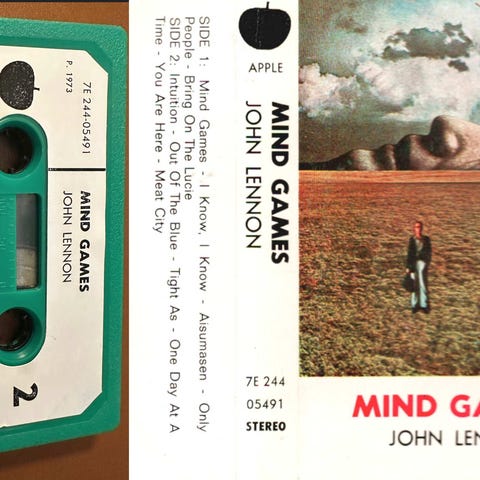 7E 244-05491
P. 1973
MIND GAMES
JOHN LENNON
2
SIDE 1: Mind Games - I Know, I Know - Aisumasen - Only
People - Bring On The Lucie
SIDE 2: Intuition - Out Of The Blue - Tight As - One Day At A
Time - You Are Here - Meat City
APPLE
MIND GAMES
JOHN LENNON
7E 244
05491
STEREO
MIND GA
JOHN LEN